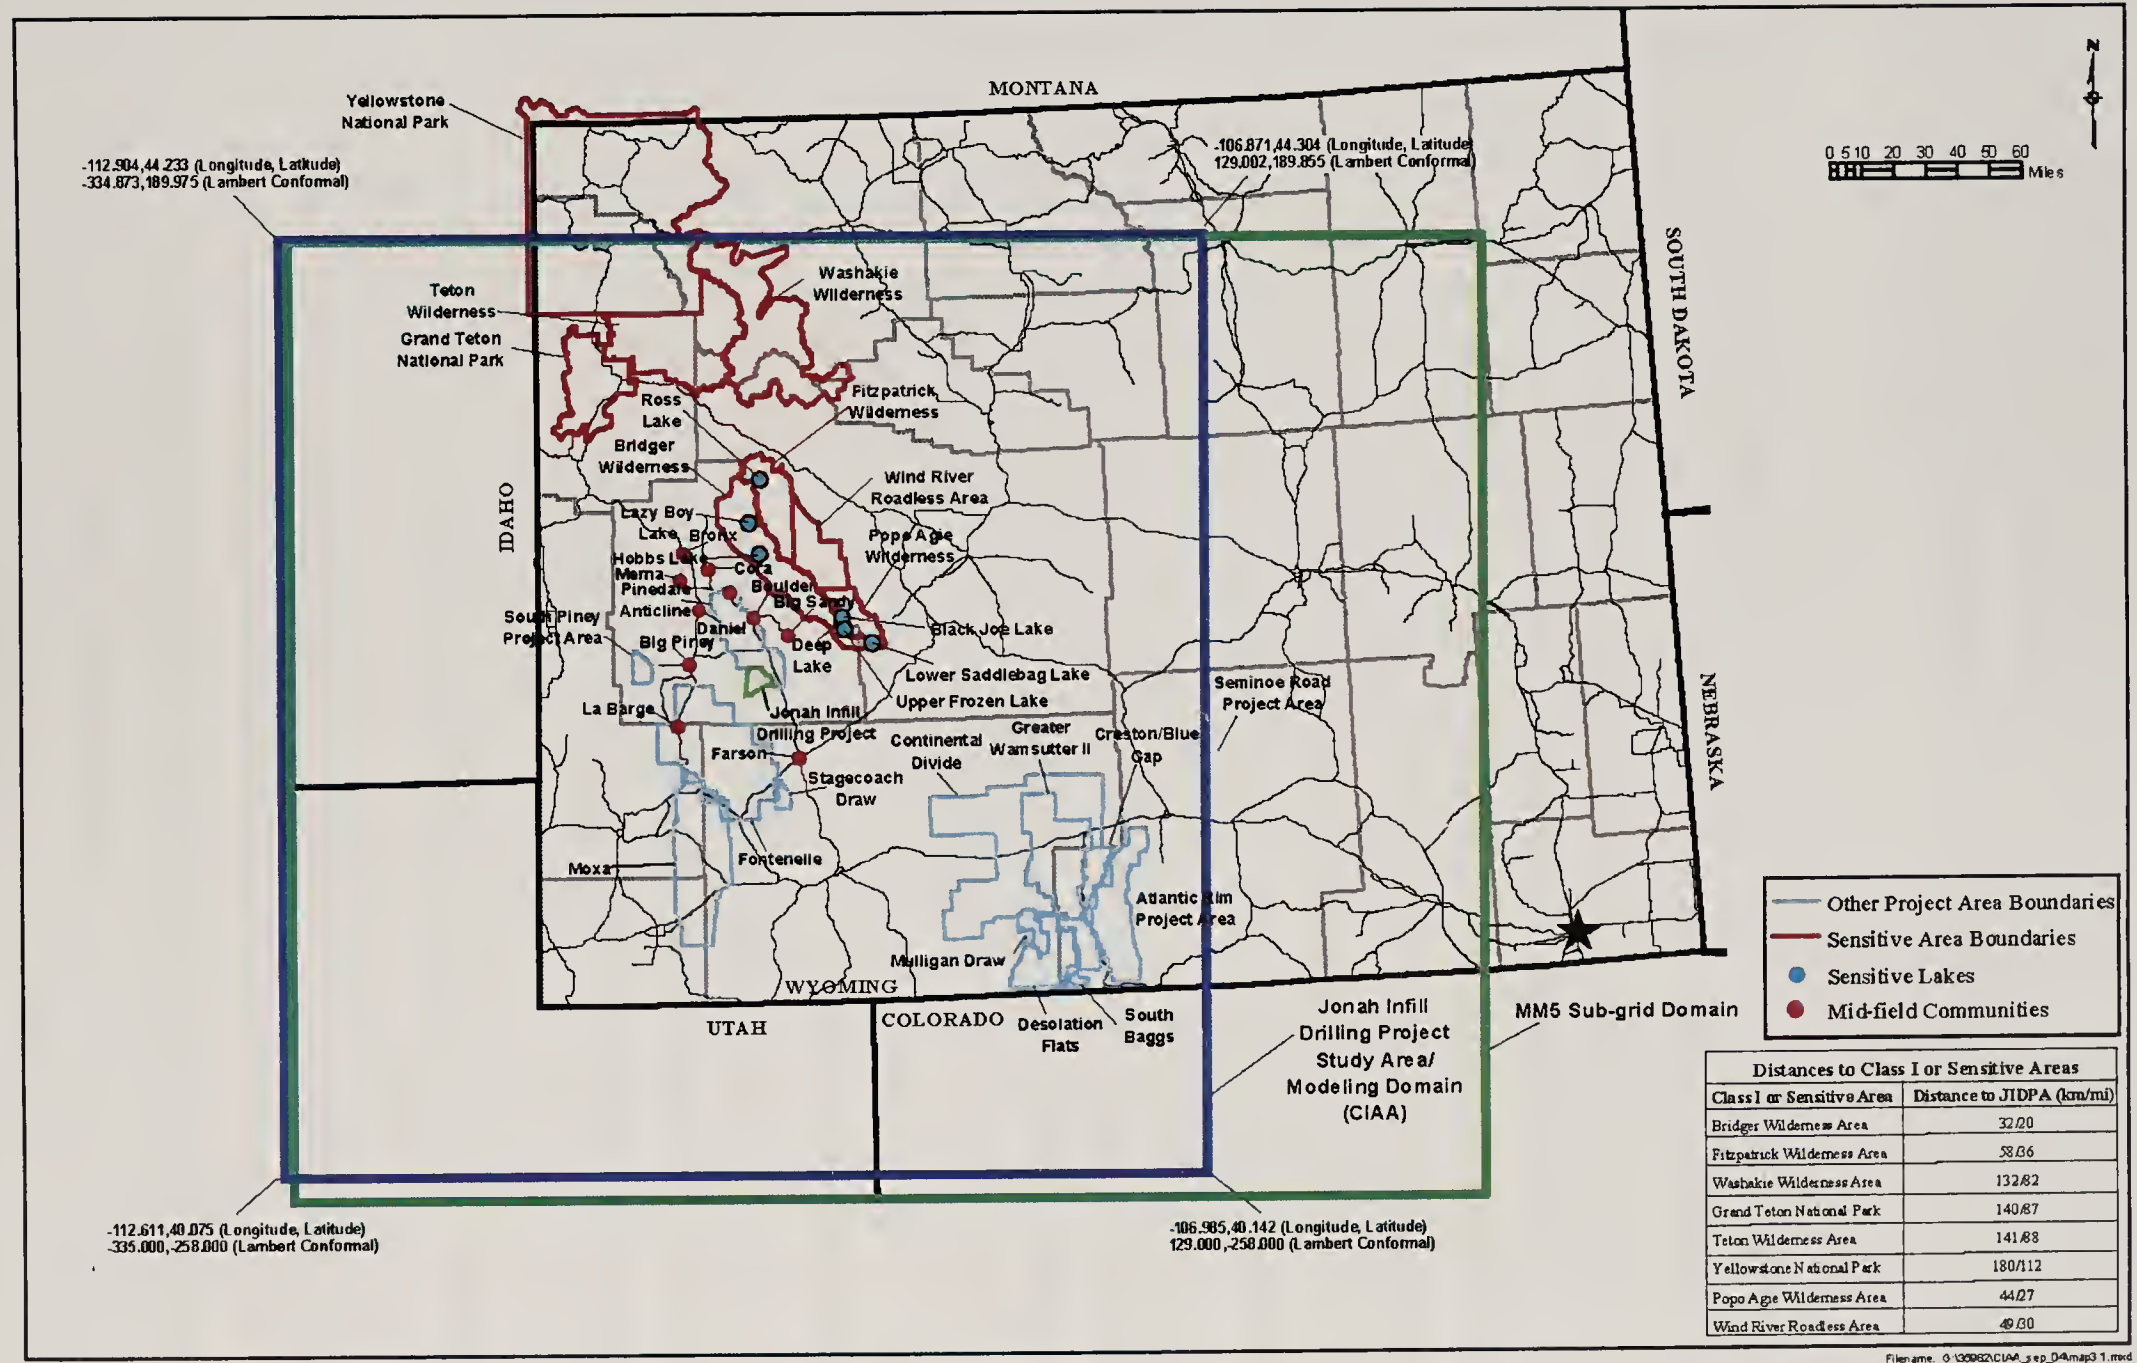 MONTANA
Yellowstone
National Park
-112.904,44.233 (Longitude, Latitude)
-334.873,189.975 (Lambert Conformal)
-106.871,44.304 (Longitude, Latitude)
129.002,189.855 (Lambert Conformal)
N
0 5 10 20 30 40 50 60
Miles
Washakie
Wilderness
Teton
Wilderness
Grand Teton
National Park
SOUTH DAKOTA
Ross
Lake
Fitzpatrick
Wilderness
Bridger
Wilderness
Wind River
Roadless Area
IDAHO
Lazy Boy
Lake
Bronx
Popo Agie
Wilderness
Hobbs Lake
Cora
Merna
Pinedale
Anticline
Boulder
Big Sandy
South Piney
Project Area
Daniel
Big Piney
Deep
Lake
Black Joe Lake
Lower Saddlebag Lake
Upper Frozen Lake
Seminoe Road
Project Area
NEBRASKA
La Barge
Jonah Infill
Drilling Project
Farson
Continental
Divide
Greater
Wamsutter II
Creston/Blue
Gap
Stagecoach
Draw
Moxa
Fontenelle
Atlantic Rim
Project Area
Mulligan Draw
WYOMING
UTAH
COLORADO
Desolation
Flats
South
Baggs
Jonah Infill
Drilling Project
Study Area/
Modeling Domain
(CIAA)
MM5 Sub-grid Domain
Other Project Area Boundaries
Sensitive Area Boundaries
Sensitive Lakes
Mid-field Communities
-112.611,40.075 (Longitude, Latitude)
-335.000,-258.000 (Lambert Conformal)
-106.985,40.142 (Longitude, Latitude)
129.000,-258.000 (Lambert Conformal)
Distances to Class I or Sensitive Areas
Class I or Sensitive Area Distance to JIDPA (km/mi)
Bridger Wilderness Area 32/20
Fitzpatrick Wilderness Area 58/36
Washakie Wilderness Area 132/82
Grand Teton National Park 140/87
Teton Wilderness Area 141/88
Yellowstone National Park 180/112
Popo Agie Wilderness Area 44/27
Wind River Roadless Area 49/30
Filename: G:\35982\CIAA_sep_04\map3 1.mxd